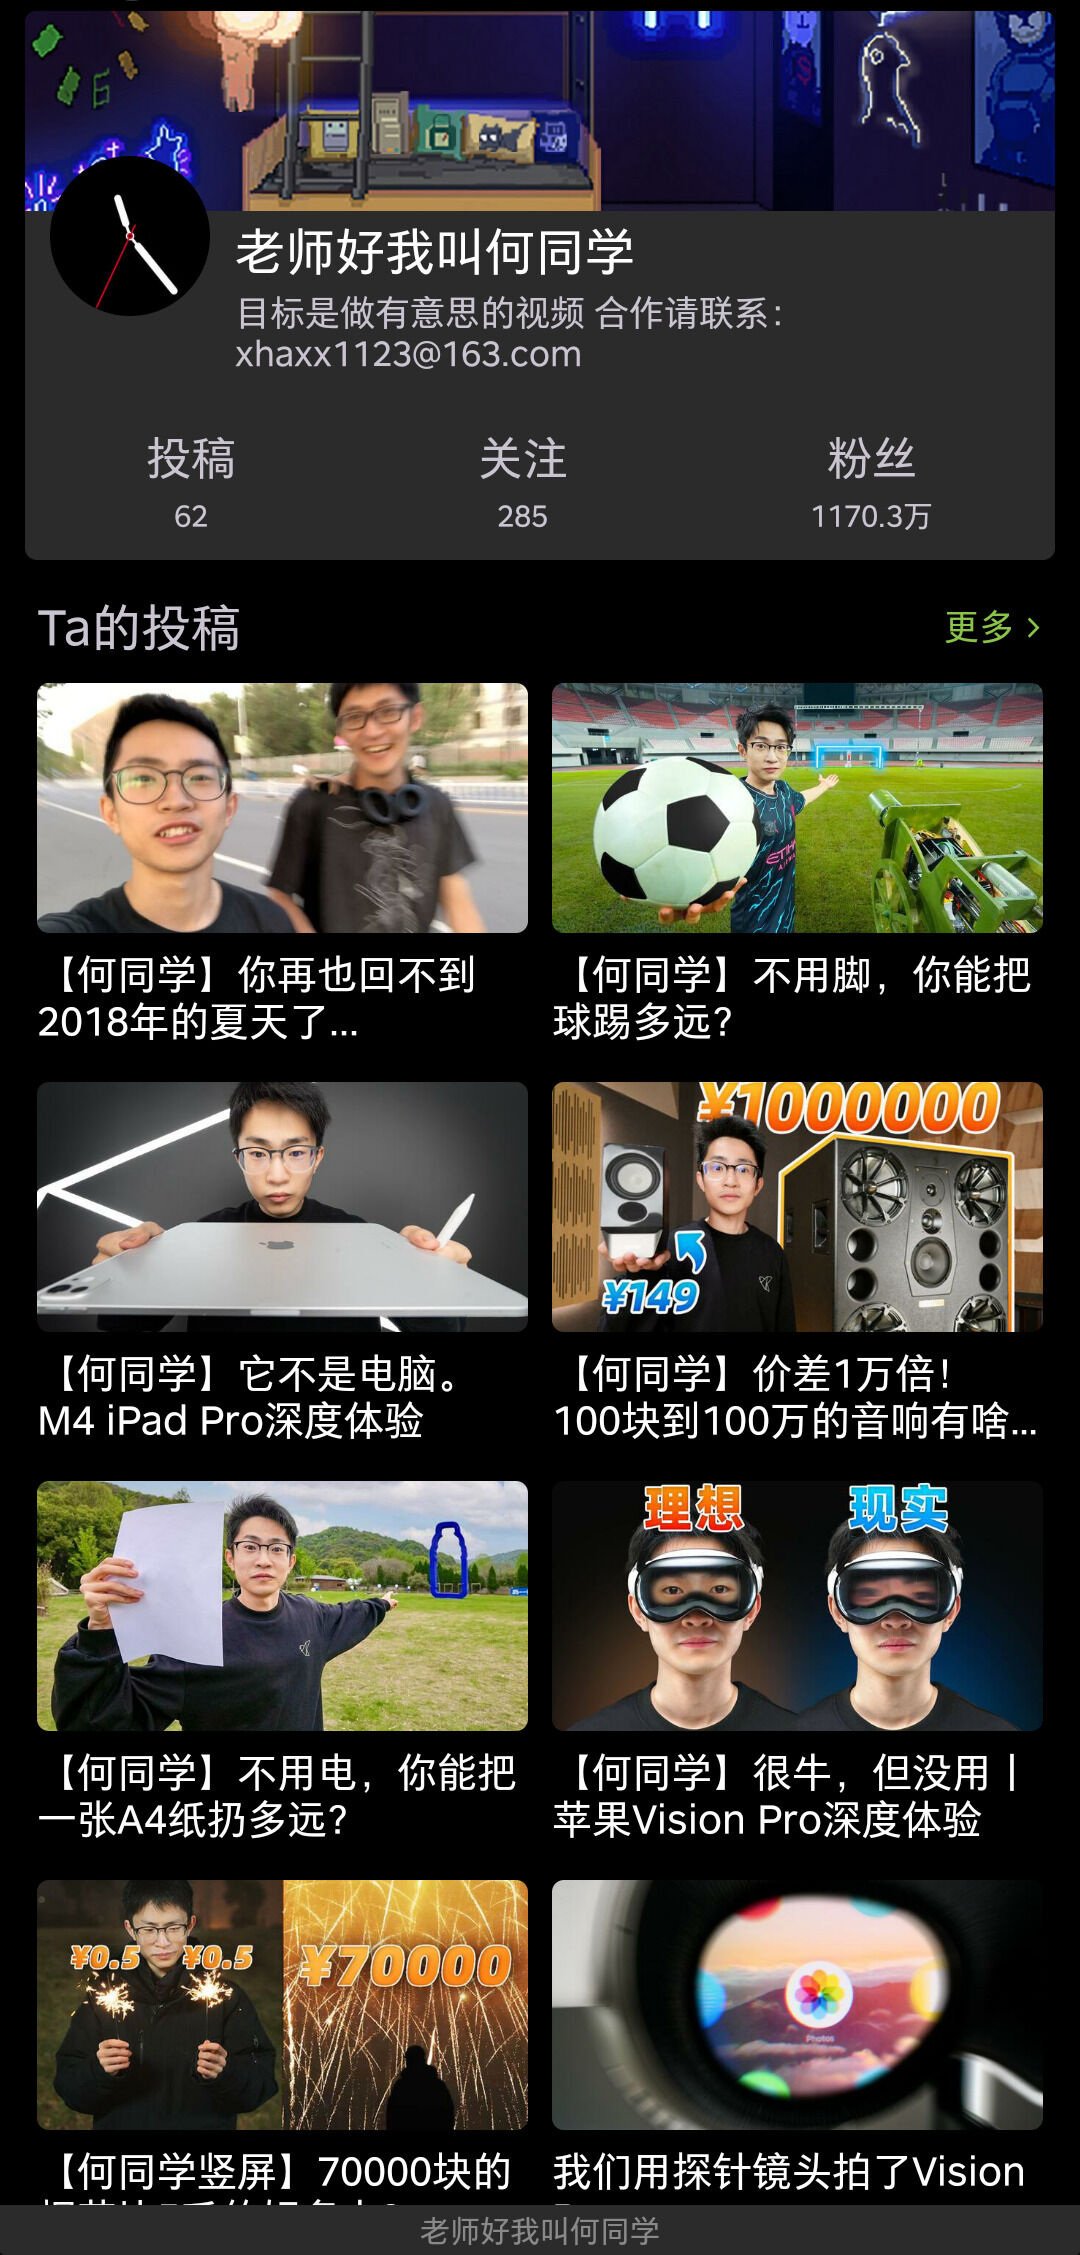 老师好我叫何同学
目标是做有意思的视频 合作请联系：
xhaxx1123@163.com
投稿
关注
粉丝
62
285
1170.3万
Ta的投稿
更多
ETIHAD
【何同学】你再也回不到
2018年的夏天了...
【何同学】不用脚，你能把
球踢多远？
¥1000000
¥149
【何同学】它不是电脑。
M4 iPad Pro深度体验
【何同学】价差1万倍！
100块到100万的音响有啥...
理想
现实
【何同学】不用电，你能把
一张A4纸扔多远？
【何同学】很牛，但没用丨
苹果Vision Pro深度体验
¥0.5
¥0.5
¥70000
Photos
【何同学竖屏】70000块的
我们用探针镜头拍了Vision
老师好我叫何同学